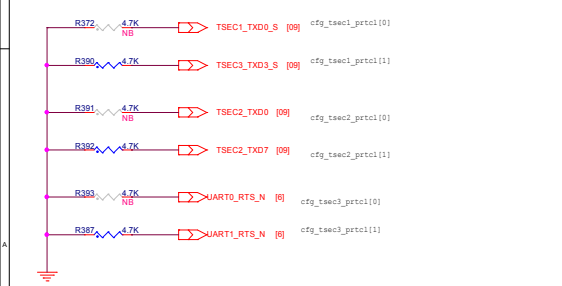 R372 4.7K NB TSEC1_TXD0_S [09] cfg_tsec1_prtcl[0]
R390 4.7K TSEC3_TXD3_S [09] cfg_tsec1_prtcl[1]
R391 4.7K NB TSEC2_TXD0 [09] cfg_tsec2_prtcl[0]
R392 4.7K TSEC2_TXD7 [09] cfg_tsec2_prtcl[1]
R393 4.7K NB UART0_RTS_N [6] cfg_tsec3_prtcl[0]
R387 4.7K UART1_RTS_N [6] cfg_tsec3_prtcl[1]
A